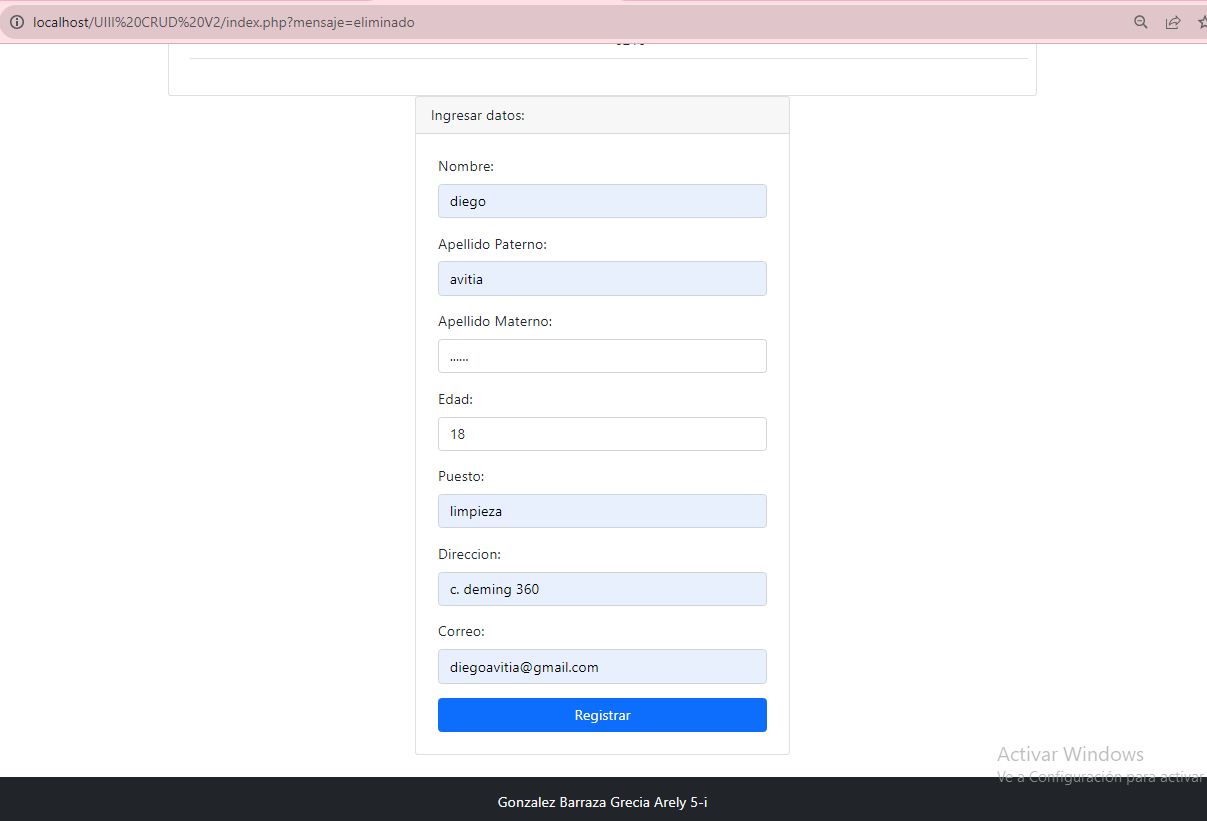 localhost/UIII%20CRUD%20V2/index.php?mensaje=eliminado
Ingresar datos:
Nombre:
diego
Apellido Paterno:
avitia
Apellido Materno:
......
Edad:
18
Puesto:
limpieza
Direccion:
c. deming 360
Correo:
diegoavitia@gmail.com
Registrar
Activar Windows
Ve a Configuración para activar
Gonzalez Barraza Grecia Arely 5-i